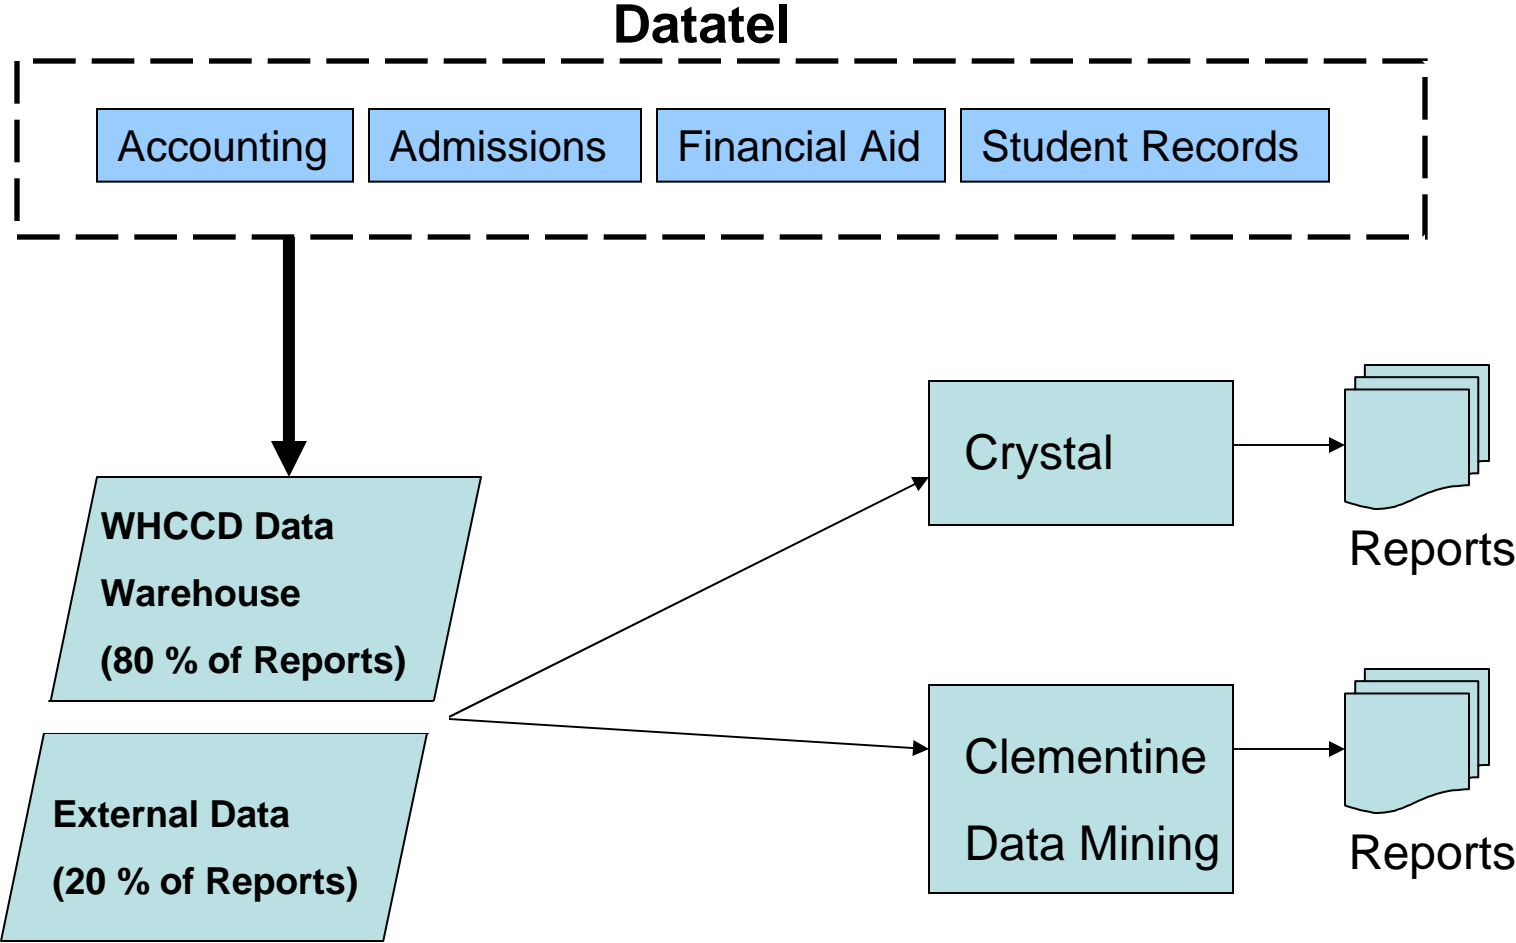 Datatel
Accounting
Admissions
Financial Aid
Student Records
WHCCD Data
Warehouse
(80 % of Reports)
External Data
(20 % of Reports)
Crystal
Reports
Clementine
Data Mining
Reports